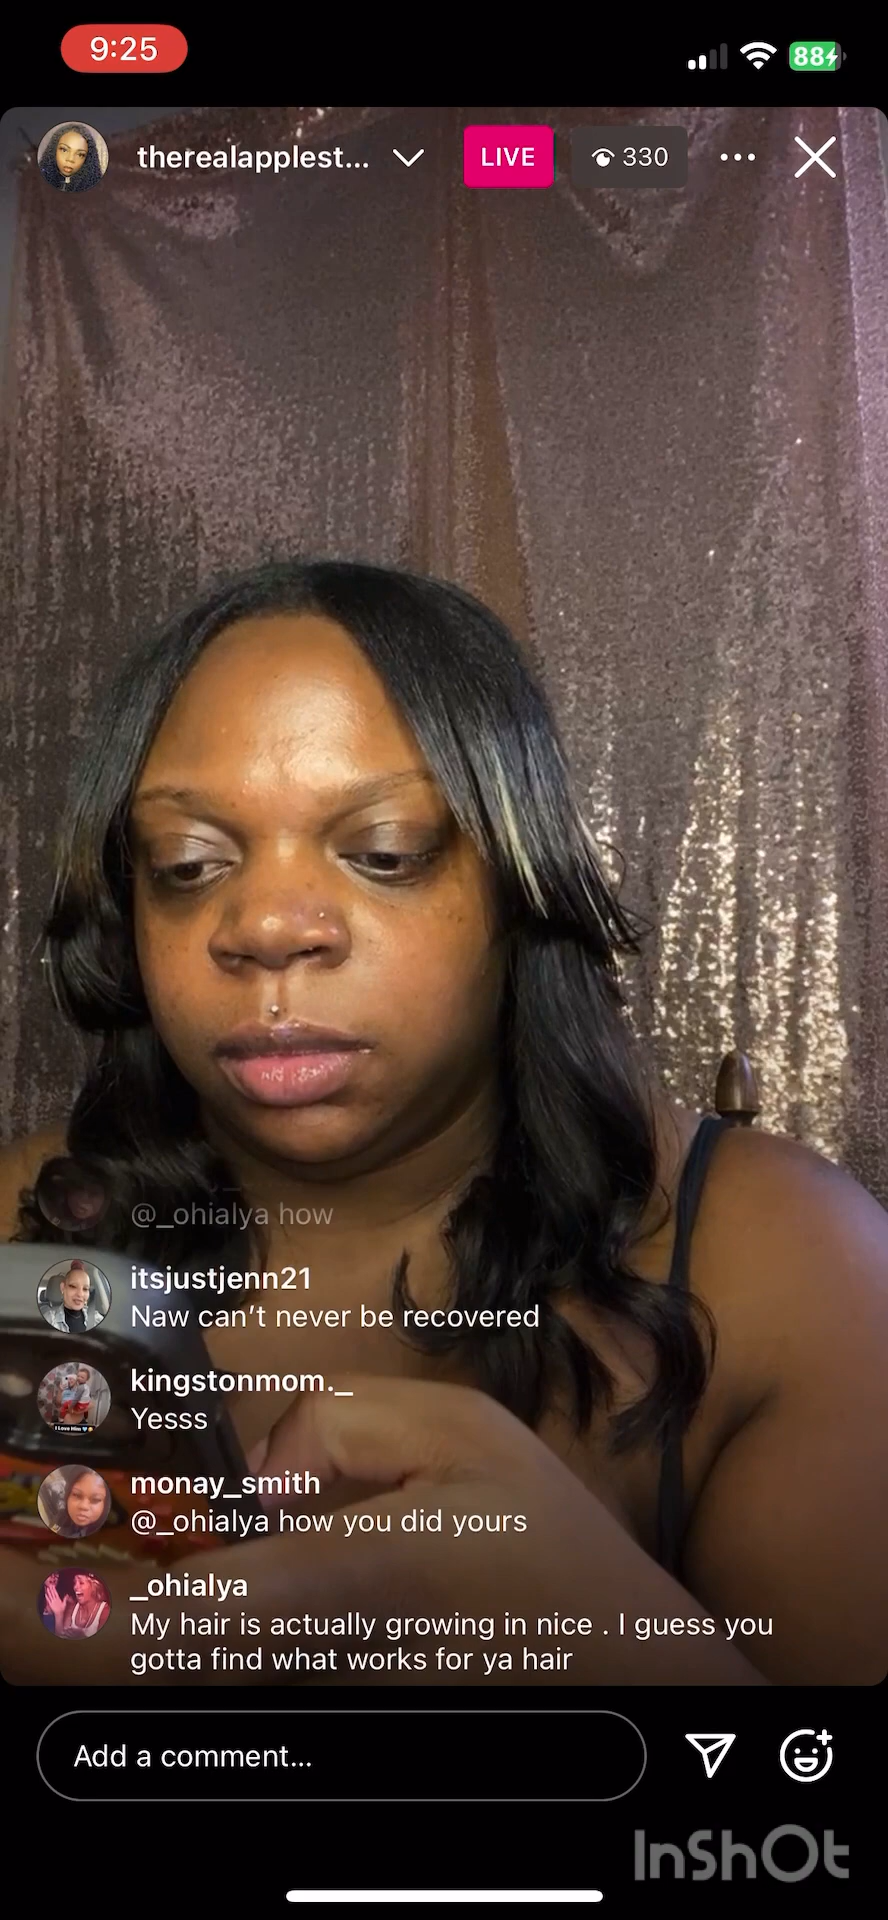 9:25
88
therealapplest...
LIVE
330
@_ohialya how
itsjustjenn21
Naw can't never be recovered
kingstonmom._
Yesss
monay_smith
@_ohialya how you did yours
_ohialya
My hair is actually growing in nice . I guess you
gotta find what works for ya hair
Add a comment...
InShOt